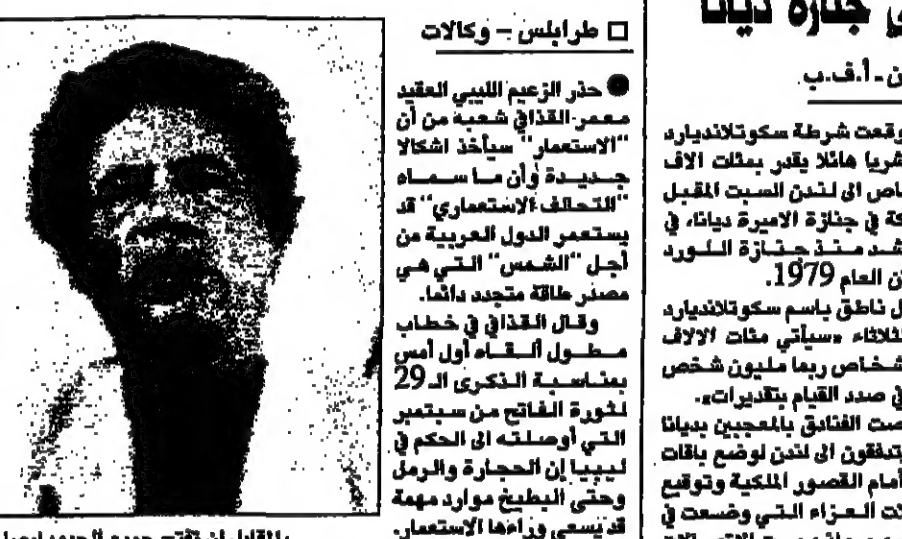 طرابلس – وكالات
حذر الزعيم الليبي العقيد
معمر القذافي شعبه من أن
"الاستعمار" سيأخذ اشكالا
جديدة وأن ما سماه
"التحالف الاستعماري" قد
يستعمر الدول العربية من
أجل "الشمس" التي هي
مصدر طاقة متجدد دائما.
وقال القذافي في خطاب
مطول ألقاه أول أمس
بمناسبة الذكرى الـ 29
لثورة الفاتح من سبتمبر
التي أوصلته الى الحكم في
ليبيا إن الحجارة والرمل
وحتى البطيخ موارد مهمة
قد يسعى وراءها الاستعمار.
جنازة ديانا
ن ـ أ.ف.ب
وقعت شرطة سكوتلانديارد
شريا هائلا يقدر بمئات الاف
خاص الى لندن السبت المقبل
كة في جنازة الاميرة ديانا، في
شد منذ جنازة اللورد
ن العام 1979.
ل ناطق باسم سكوتلانديارد
لثلاثاء «سيأتي مئات الالاف
شخاص ربما مليون شخص
في صدد القيام بتقديرات».
صت الفنادق بالمعجبين بديانا
يتدفقون الى لندن لوضع باقات
أمام القصور الملكية وتوقيع
لات العزاء التي وضعت في